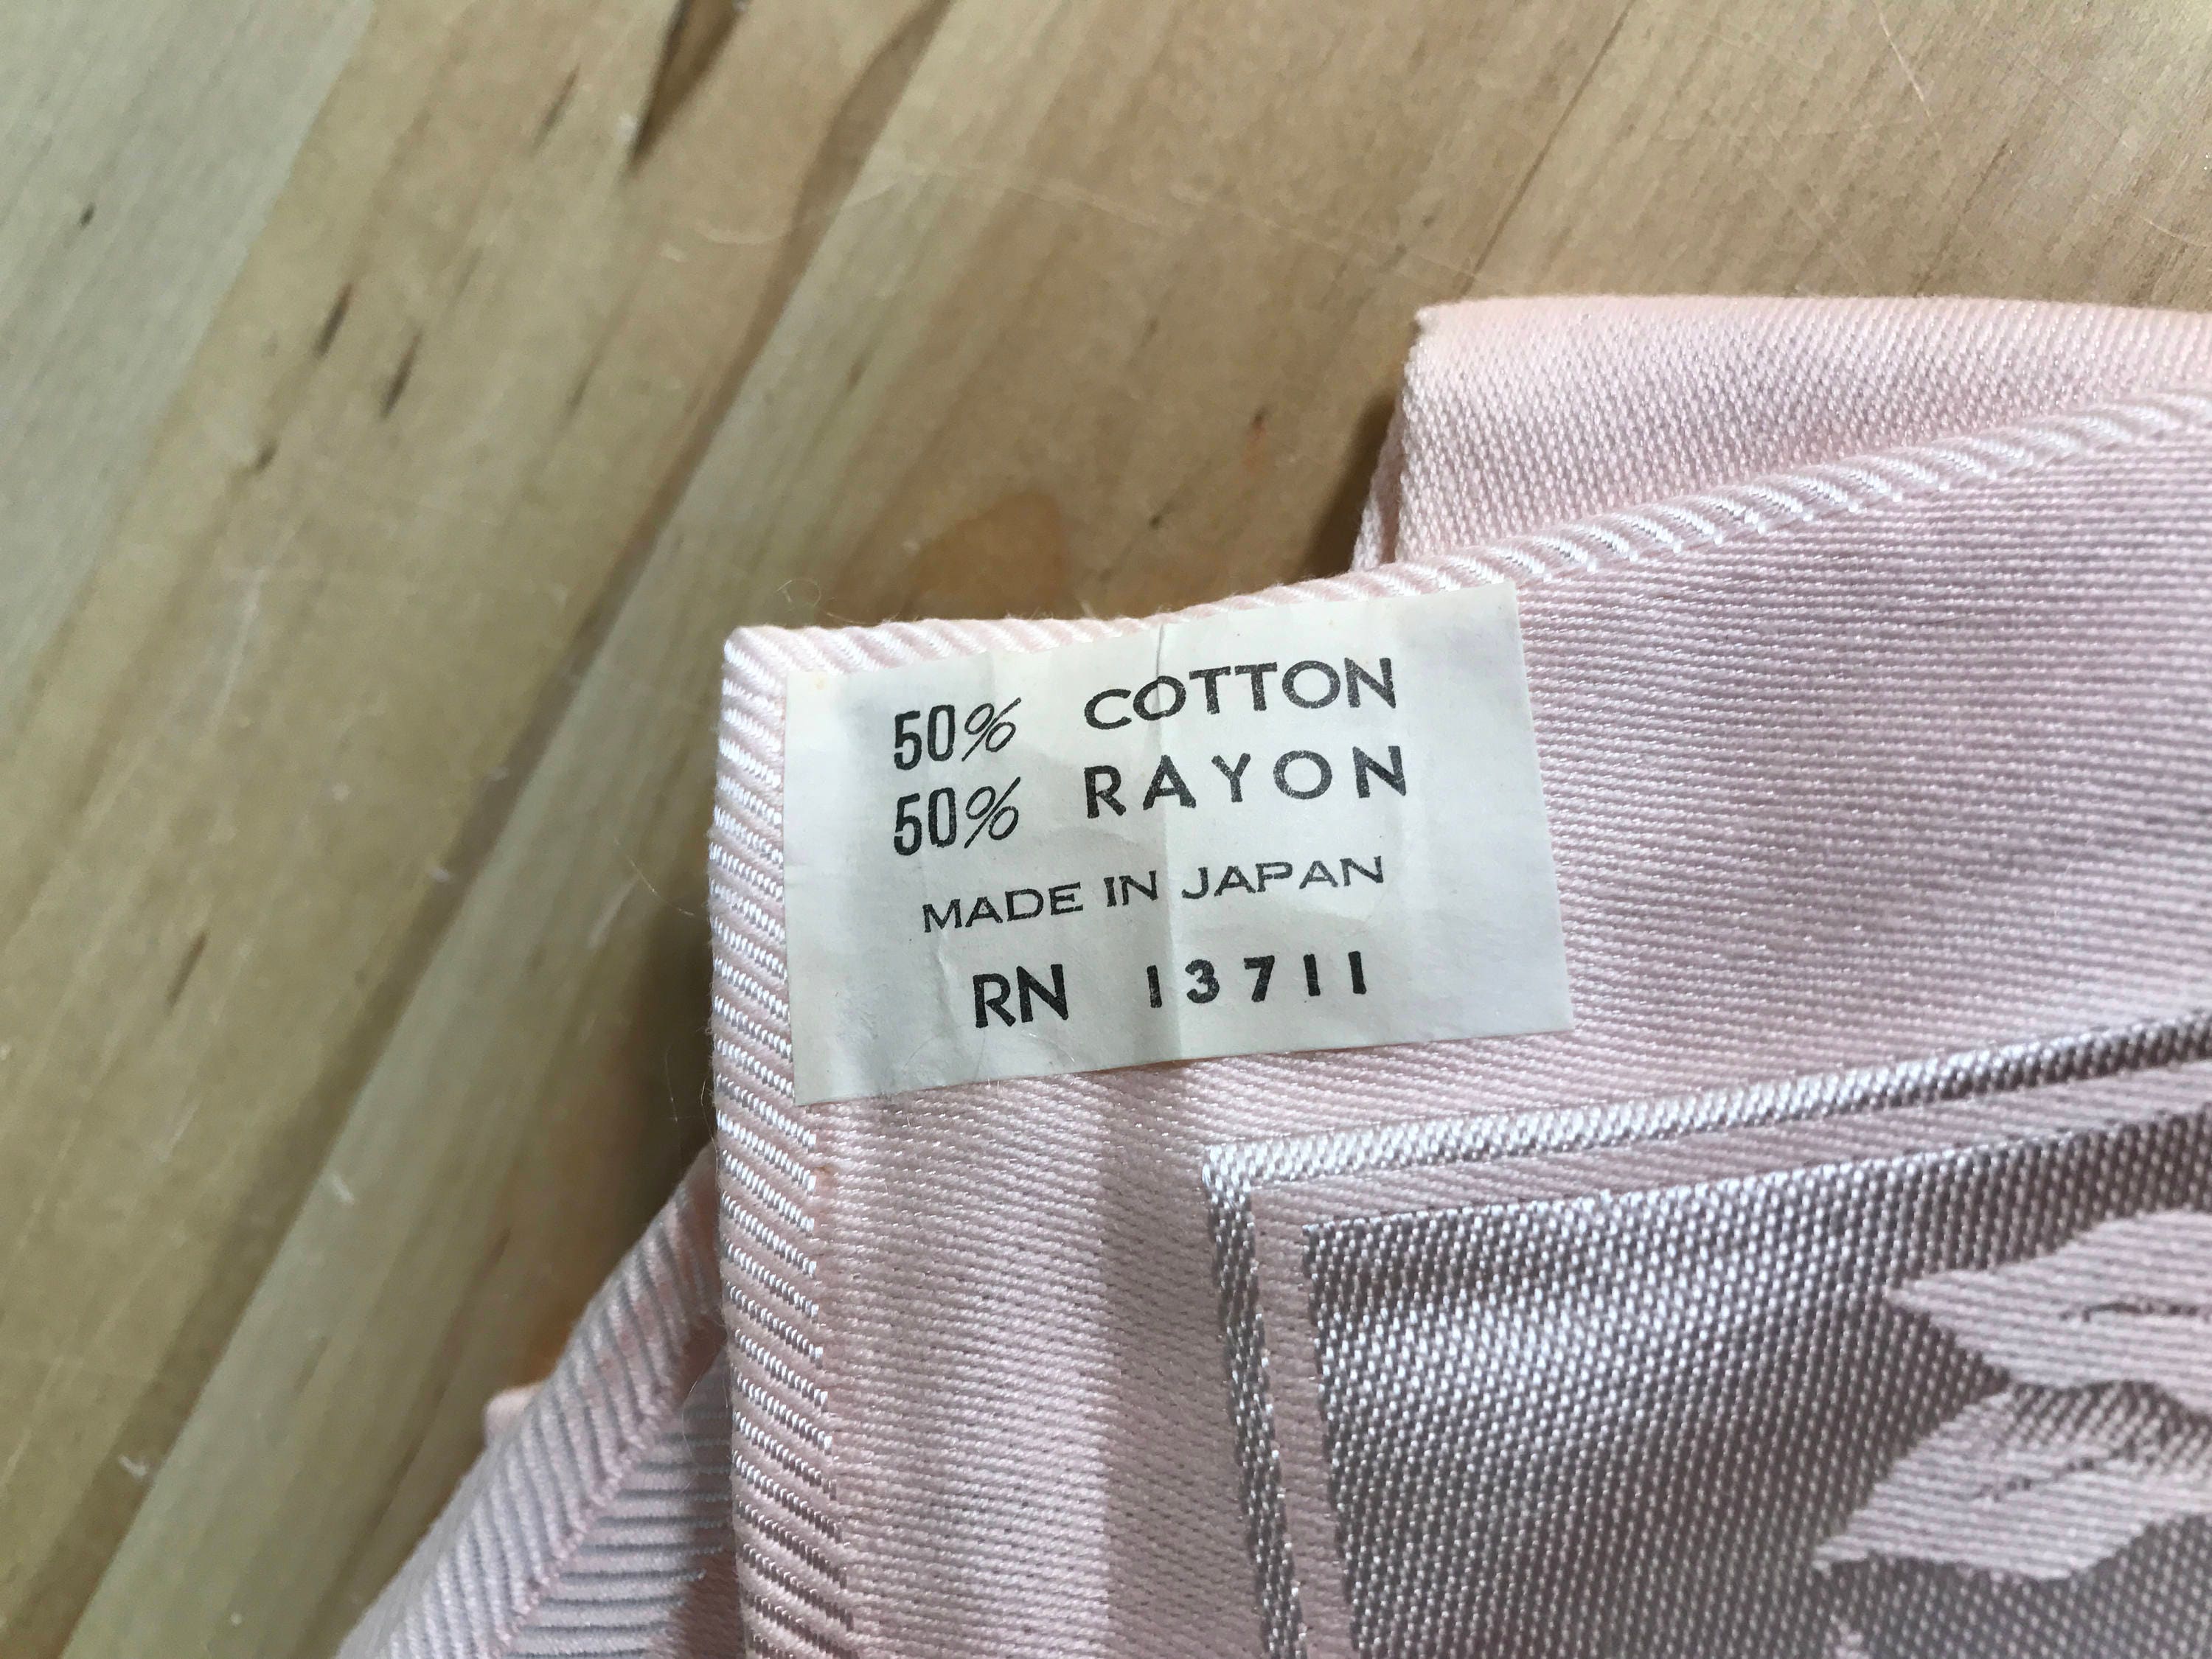 50% COTTON
50% RAYON
MADE IN JAPAN
RN 13711